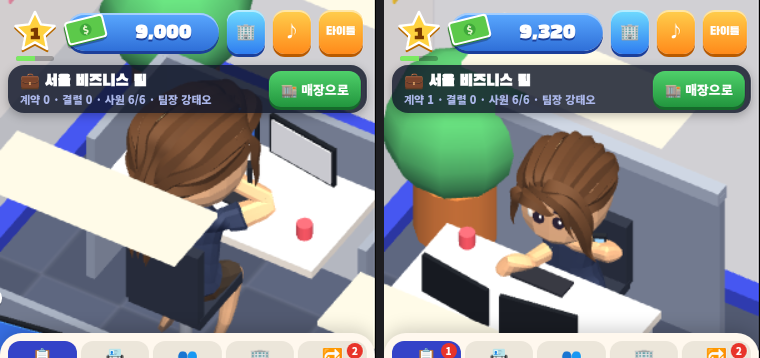 1
9,000
타이틀
서울 비즈니스 팀
계약 0 · 결렬 0 · 사원 6/6 · 팀장 강태오
매장으로
2
1
9,320
타이틀
서울 비즈니스 팀
계약 1 · 결렬 0 · 사원 6/6 · 팀장 강태오
매장으로
1
2